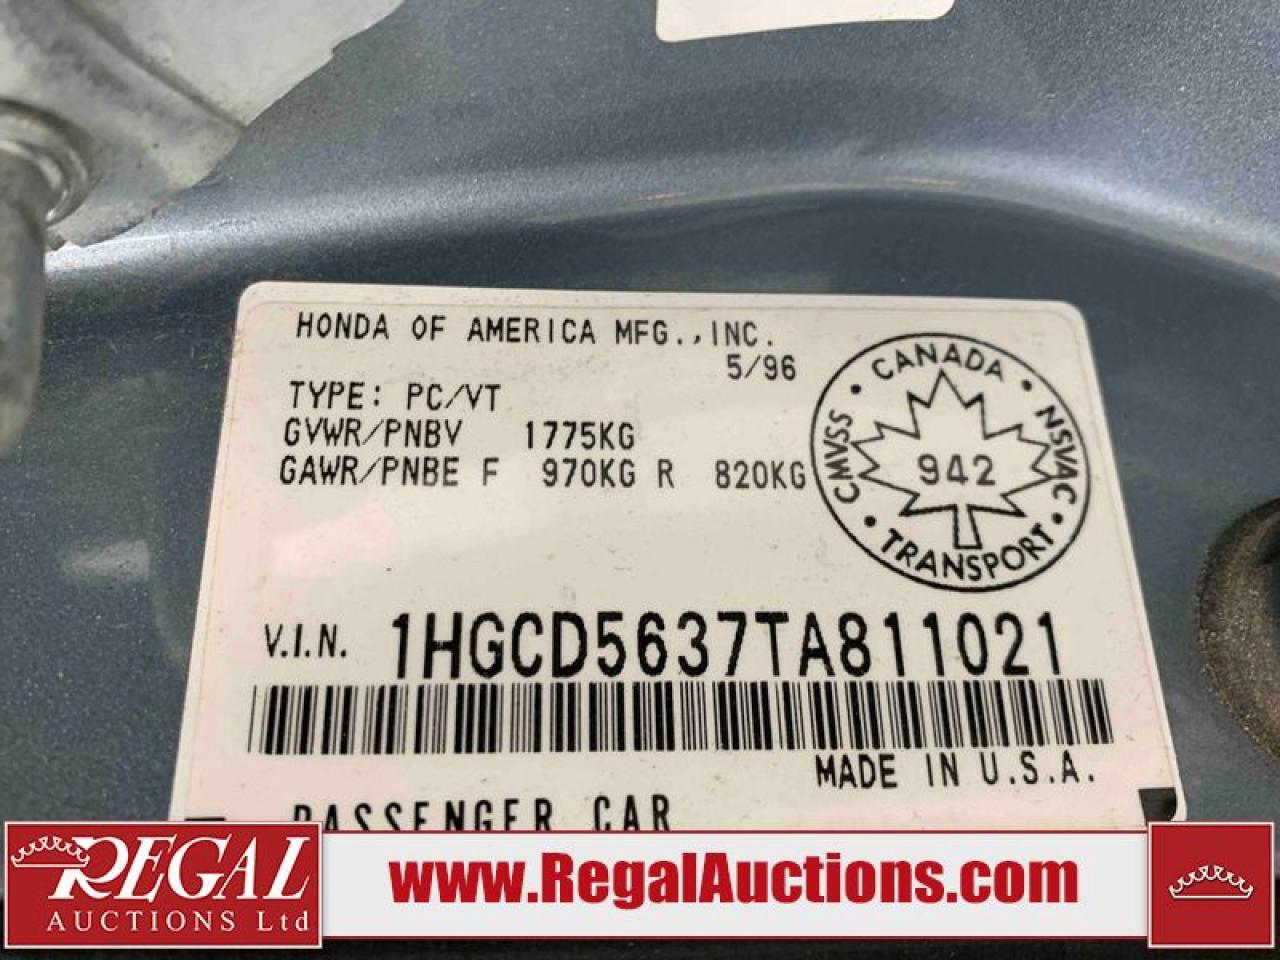 HONDA OF AMERICA MFG., INC.
5/96
TYPE: PC/VT
GVWR/PNBV 1775KG
GAWR/PNBE F 970KG R 820KG
CANADA
CMVSS
NSVAC
942
TRANSPORT
V.I.N. 1HGCD5637TA811021
MADE IN U.S.A.
PASSENGER CAR
REGAL
AUCTIONS Ltd
www.RegalAuctions.com